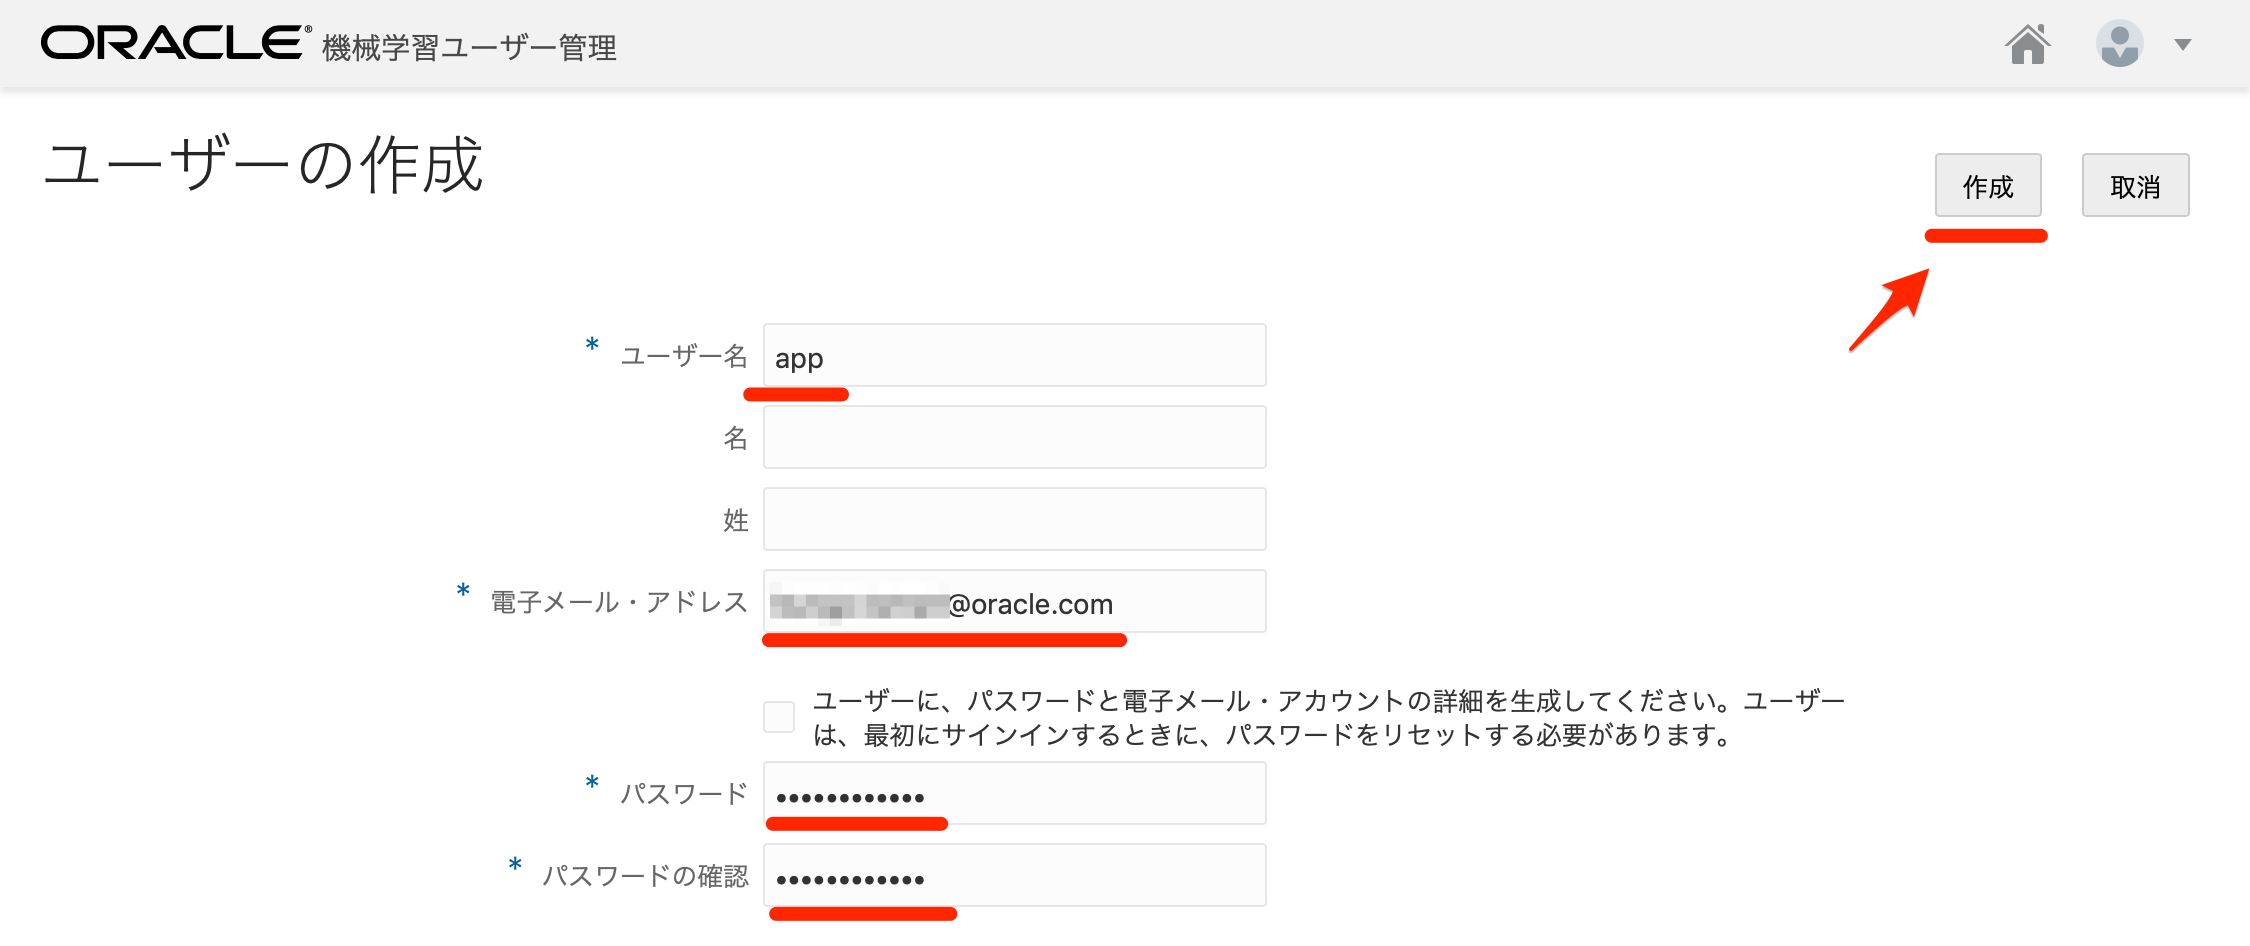 ORACLE® 機械学習ユーザー管理
ユーザーの作成
作成
取消
* ユーザー名
app
名
姓
* 電子メール・アドレス
@oracle.com
ユーザーに、パスワードと電子メール・アカウントの詳細を生成してください。ユーザー
は、最初にサインインするときに、パスワードをリセットする必要があります。
* パスワード
••••••••••••
* パスワードの確認
••••••••••••